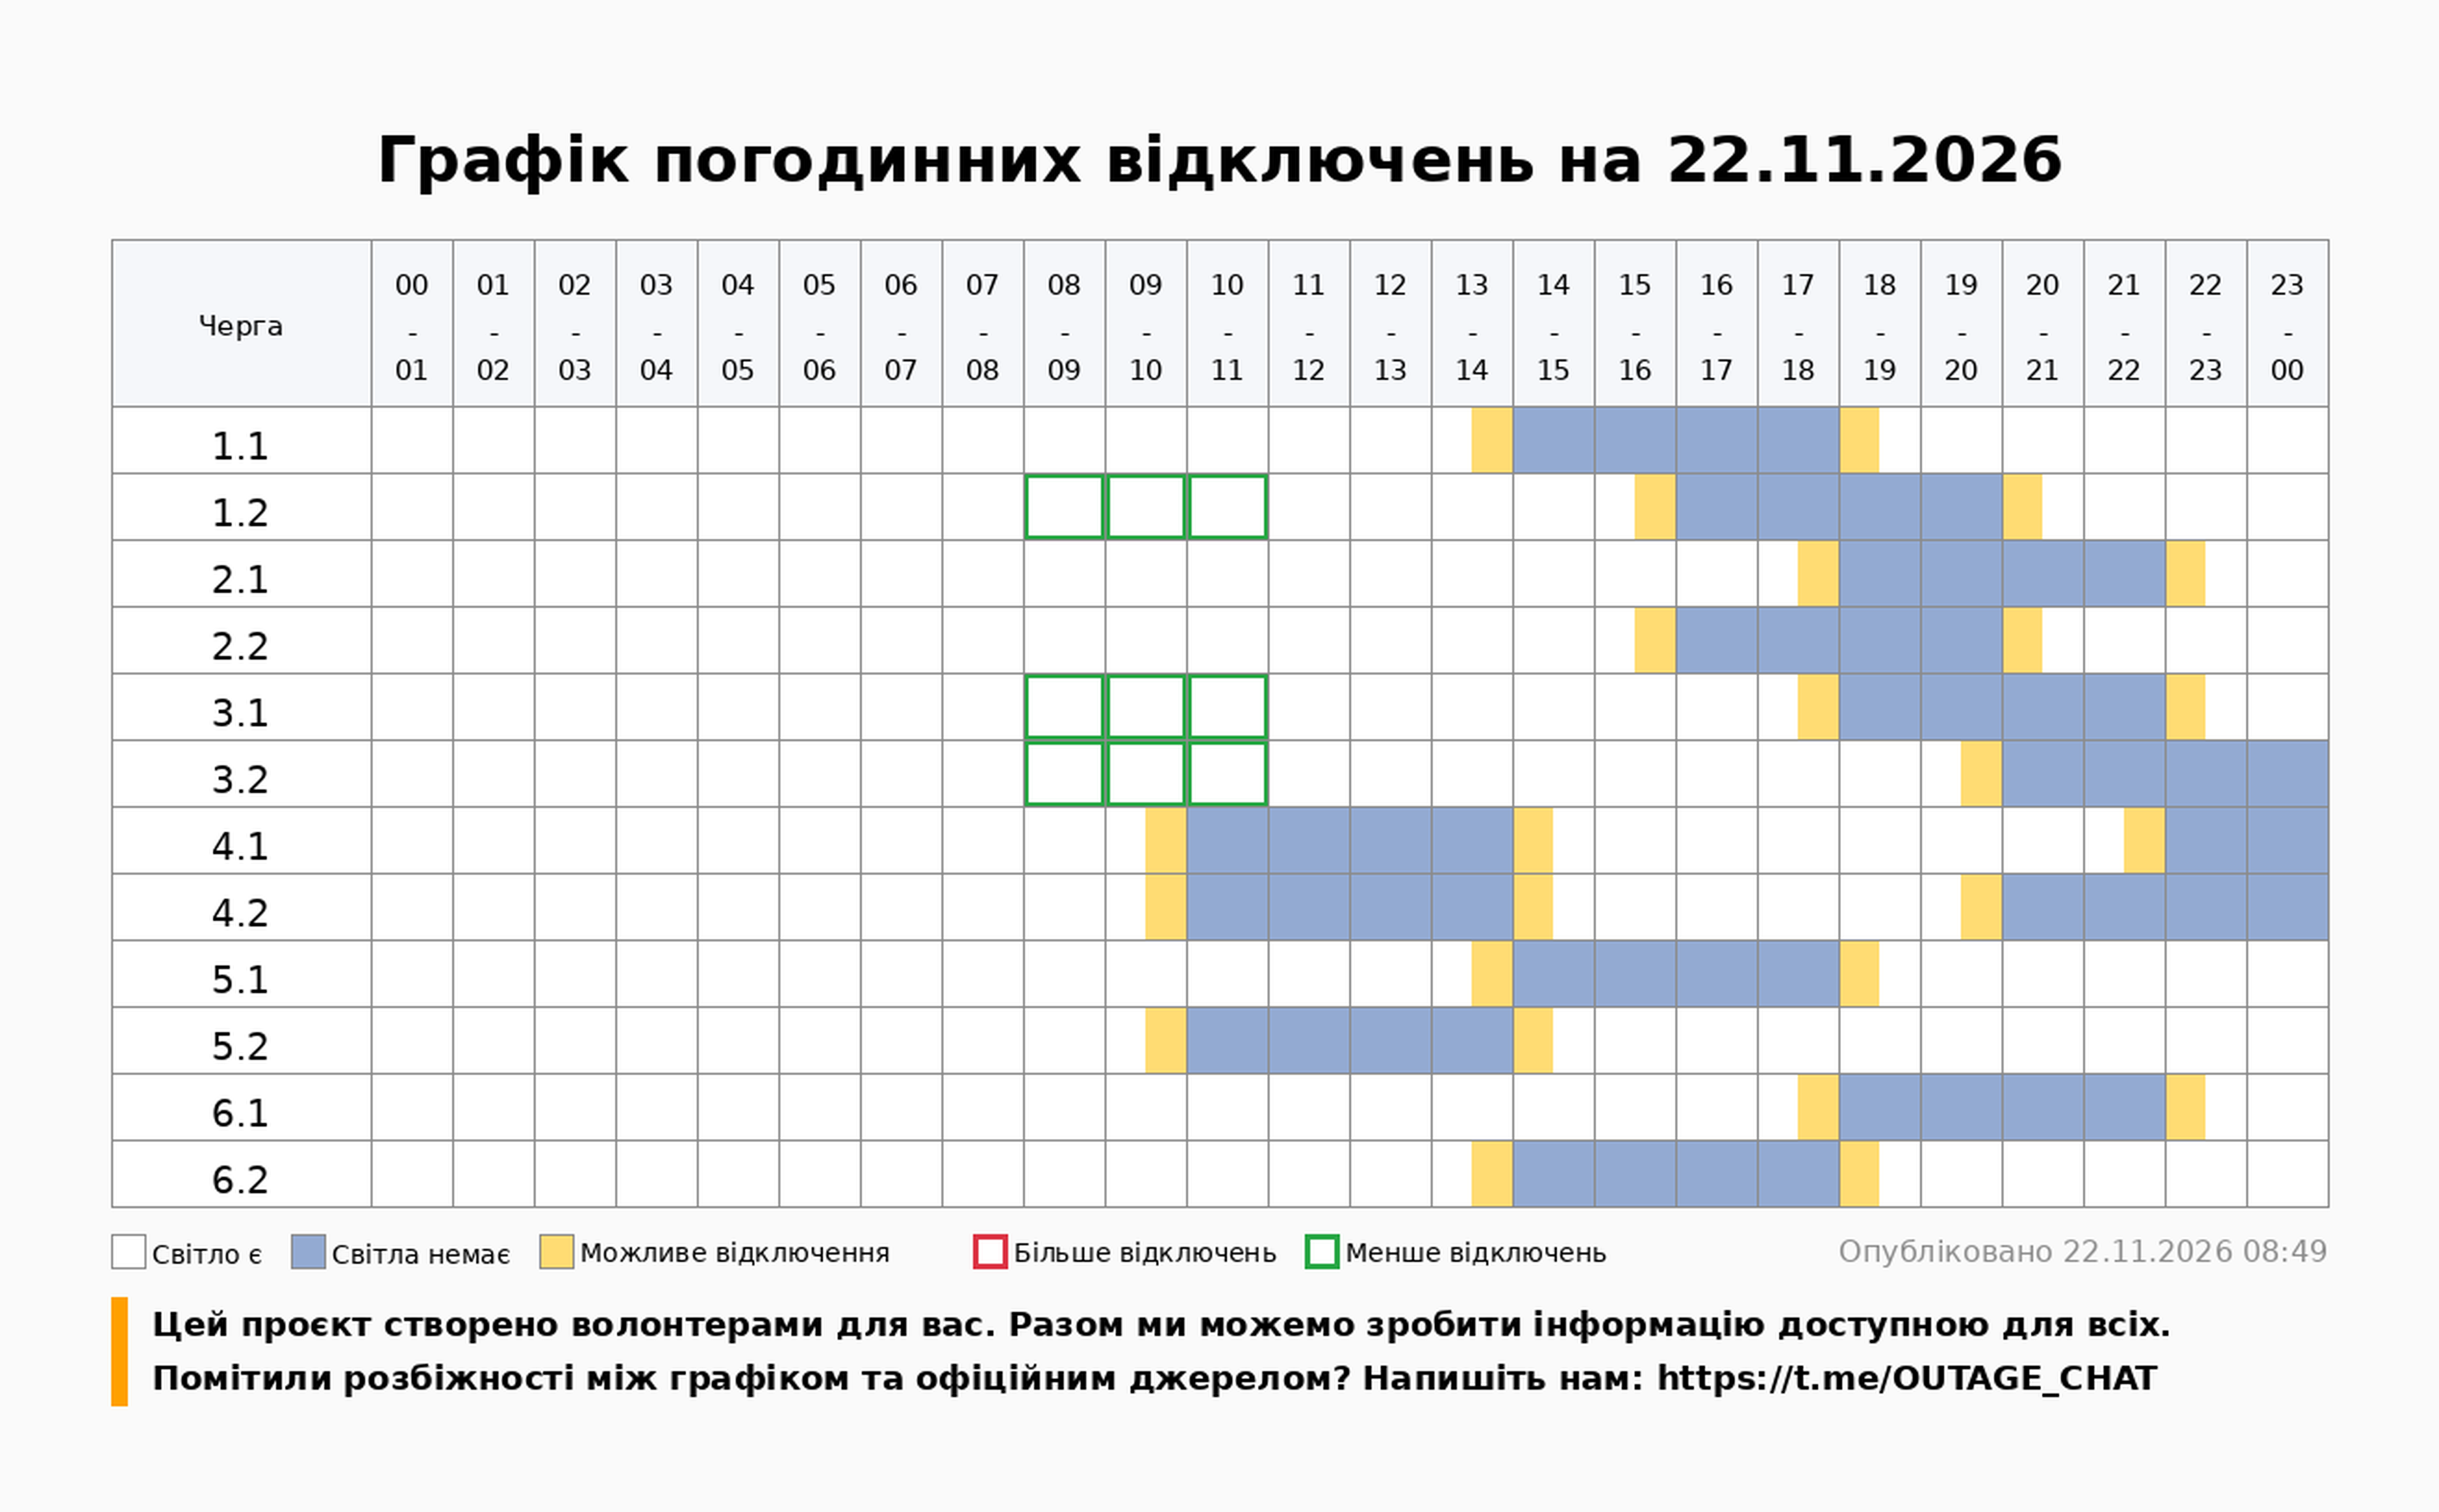 Графік погодинних відключень на 22.11.2026
Черга 00 - 01 01 - 02 02 - 03 03 - 04 04 - 05 05 - 06 06 - 07 07 - 08 08 - 09 09 - 10 10 - 11 11 - 12 12 - 13 13 - 14 14 - 15 15 - 16 16 - 17 17 - 18 18 - 19 19 - 20 20 - 21 21 - 22 22 - 23 23 - 00
1.1
1.2
2.1
2.2
3.1
3.2
4.1
4.2
5.1
5.2
6.1
6.2
Світло є Світла немає Можливе відключення Більше відключень Менше відключень Опубліковано 22.11.2026 08:49
Цей проєкт створено волонтерами для вас. Разом ми можемо зробити інформацію доступною для всіх.
Помітили розбіжності між графіком та офіційним джерелом? Напишіть нам: https://t.me/OUTAGE_CHAT